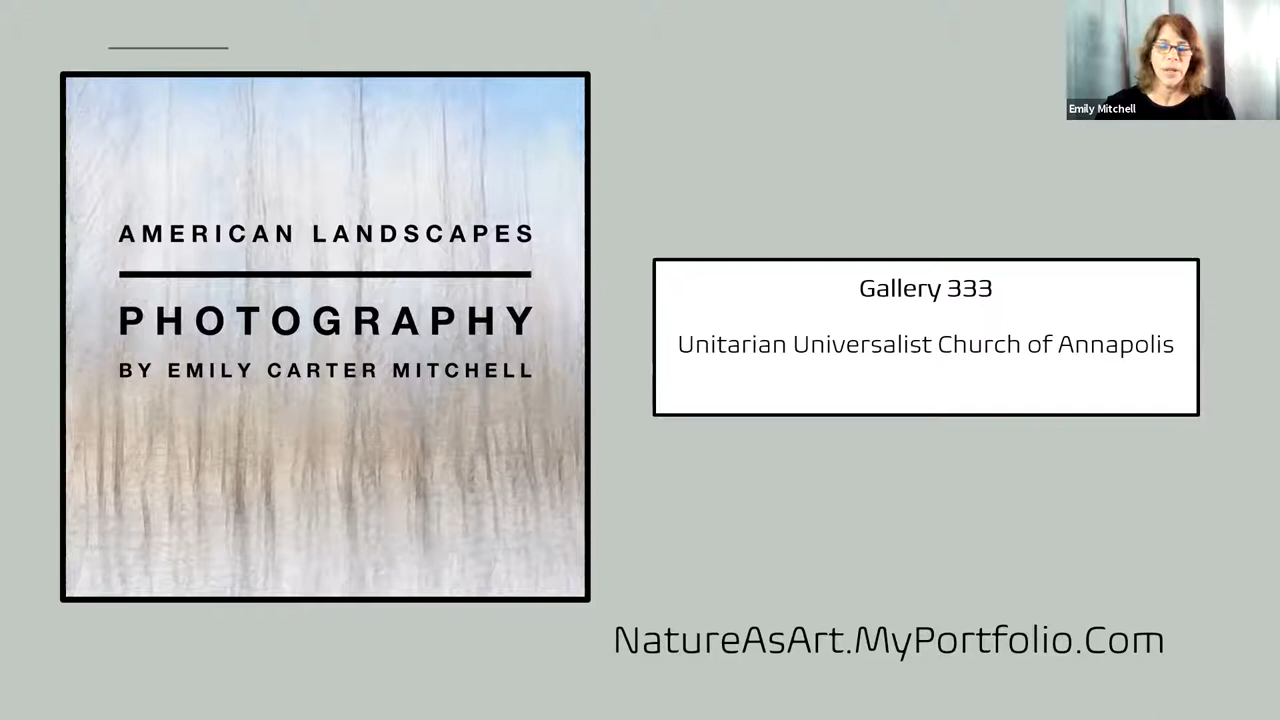 Emily Mitchell
AMERICAN LANDSCAPES
PHOTOGRAPHY
BY EMILY CARTER MITCHELL
Gallery 333
Unitarian Universalist Church of Annapolis
NatureAsArt.MyPortfolio.Com